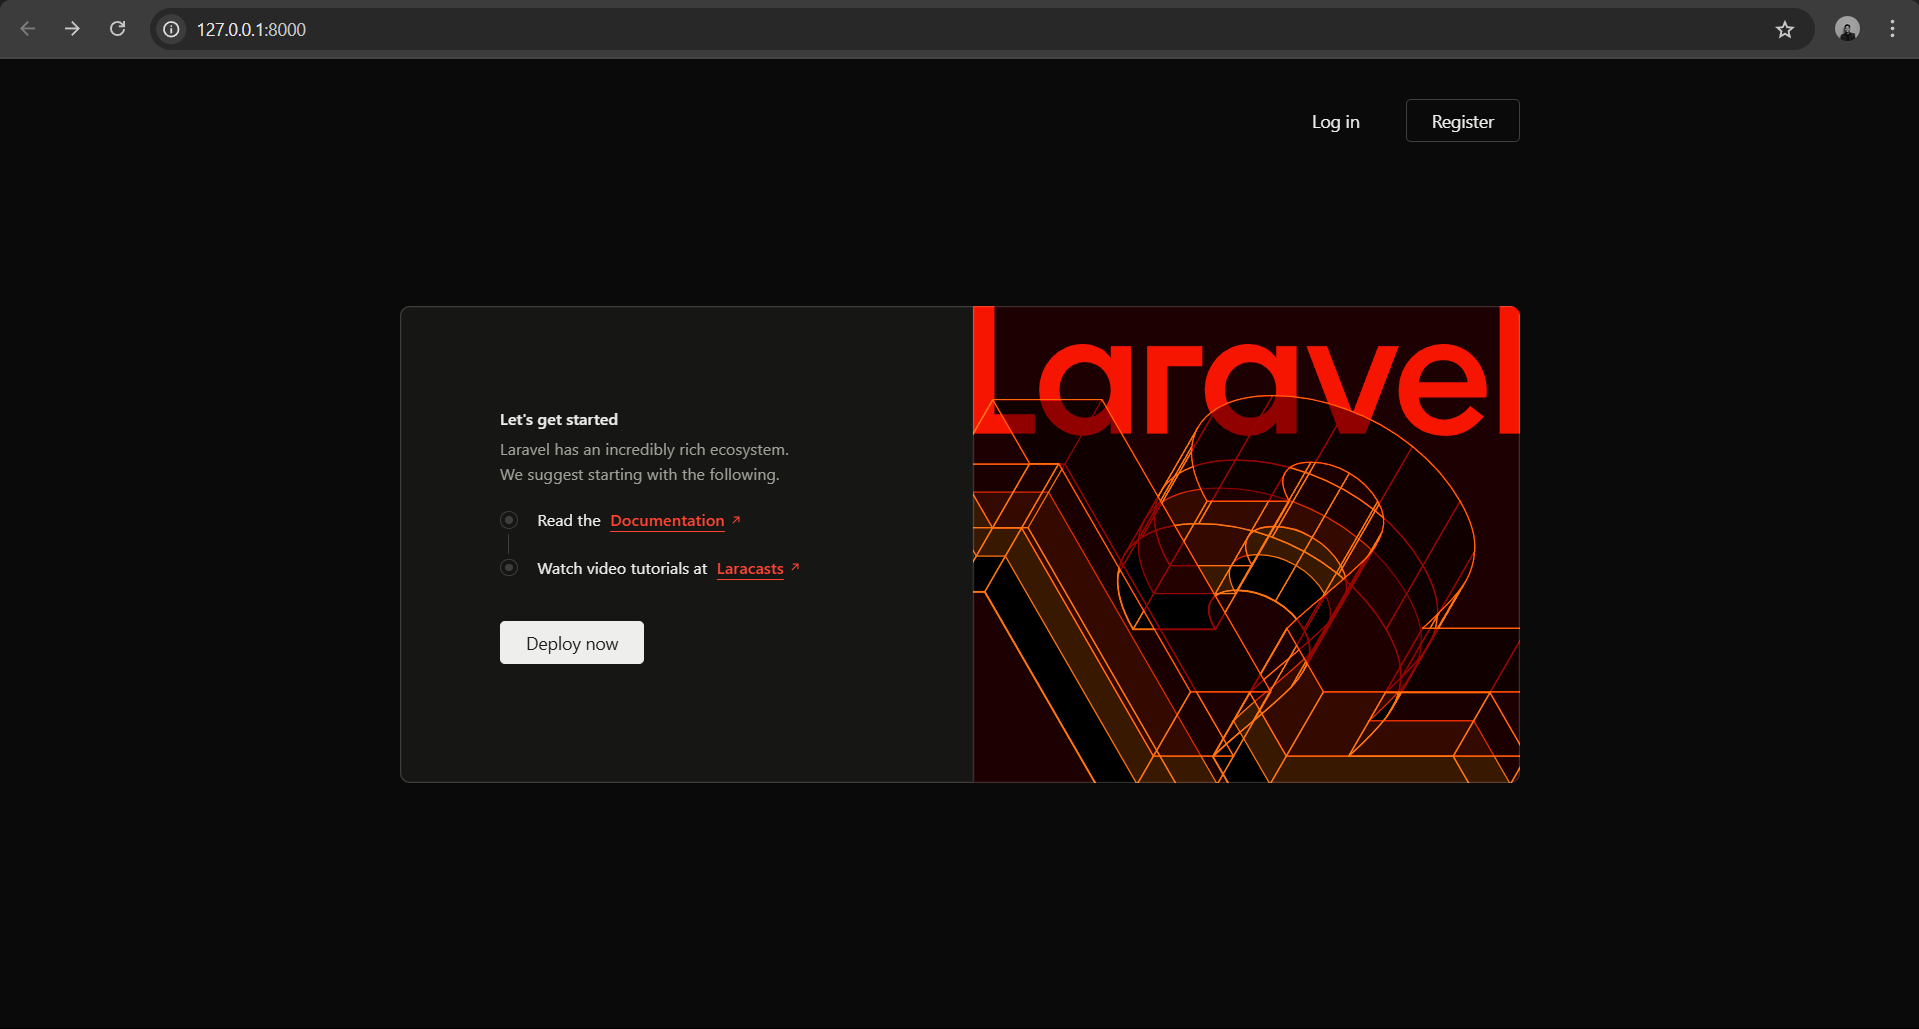 127.0.0.1:8000
Log in
Register
Let's get started
Laravel has an incredibly rich ecosystem.
We suggest starting with the following.
Read the Documentation ↗
Watch video tutorials at Laracasts ↗
Deploy now
Laravel